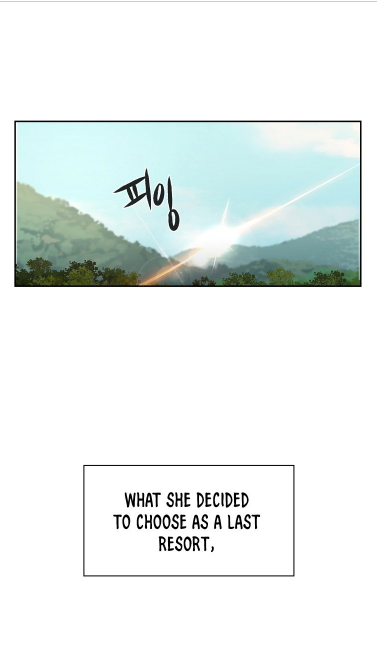 피잉
WHAT SHE DECIDED
TO CHOOSE AS A LAST
RESORT,